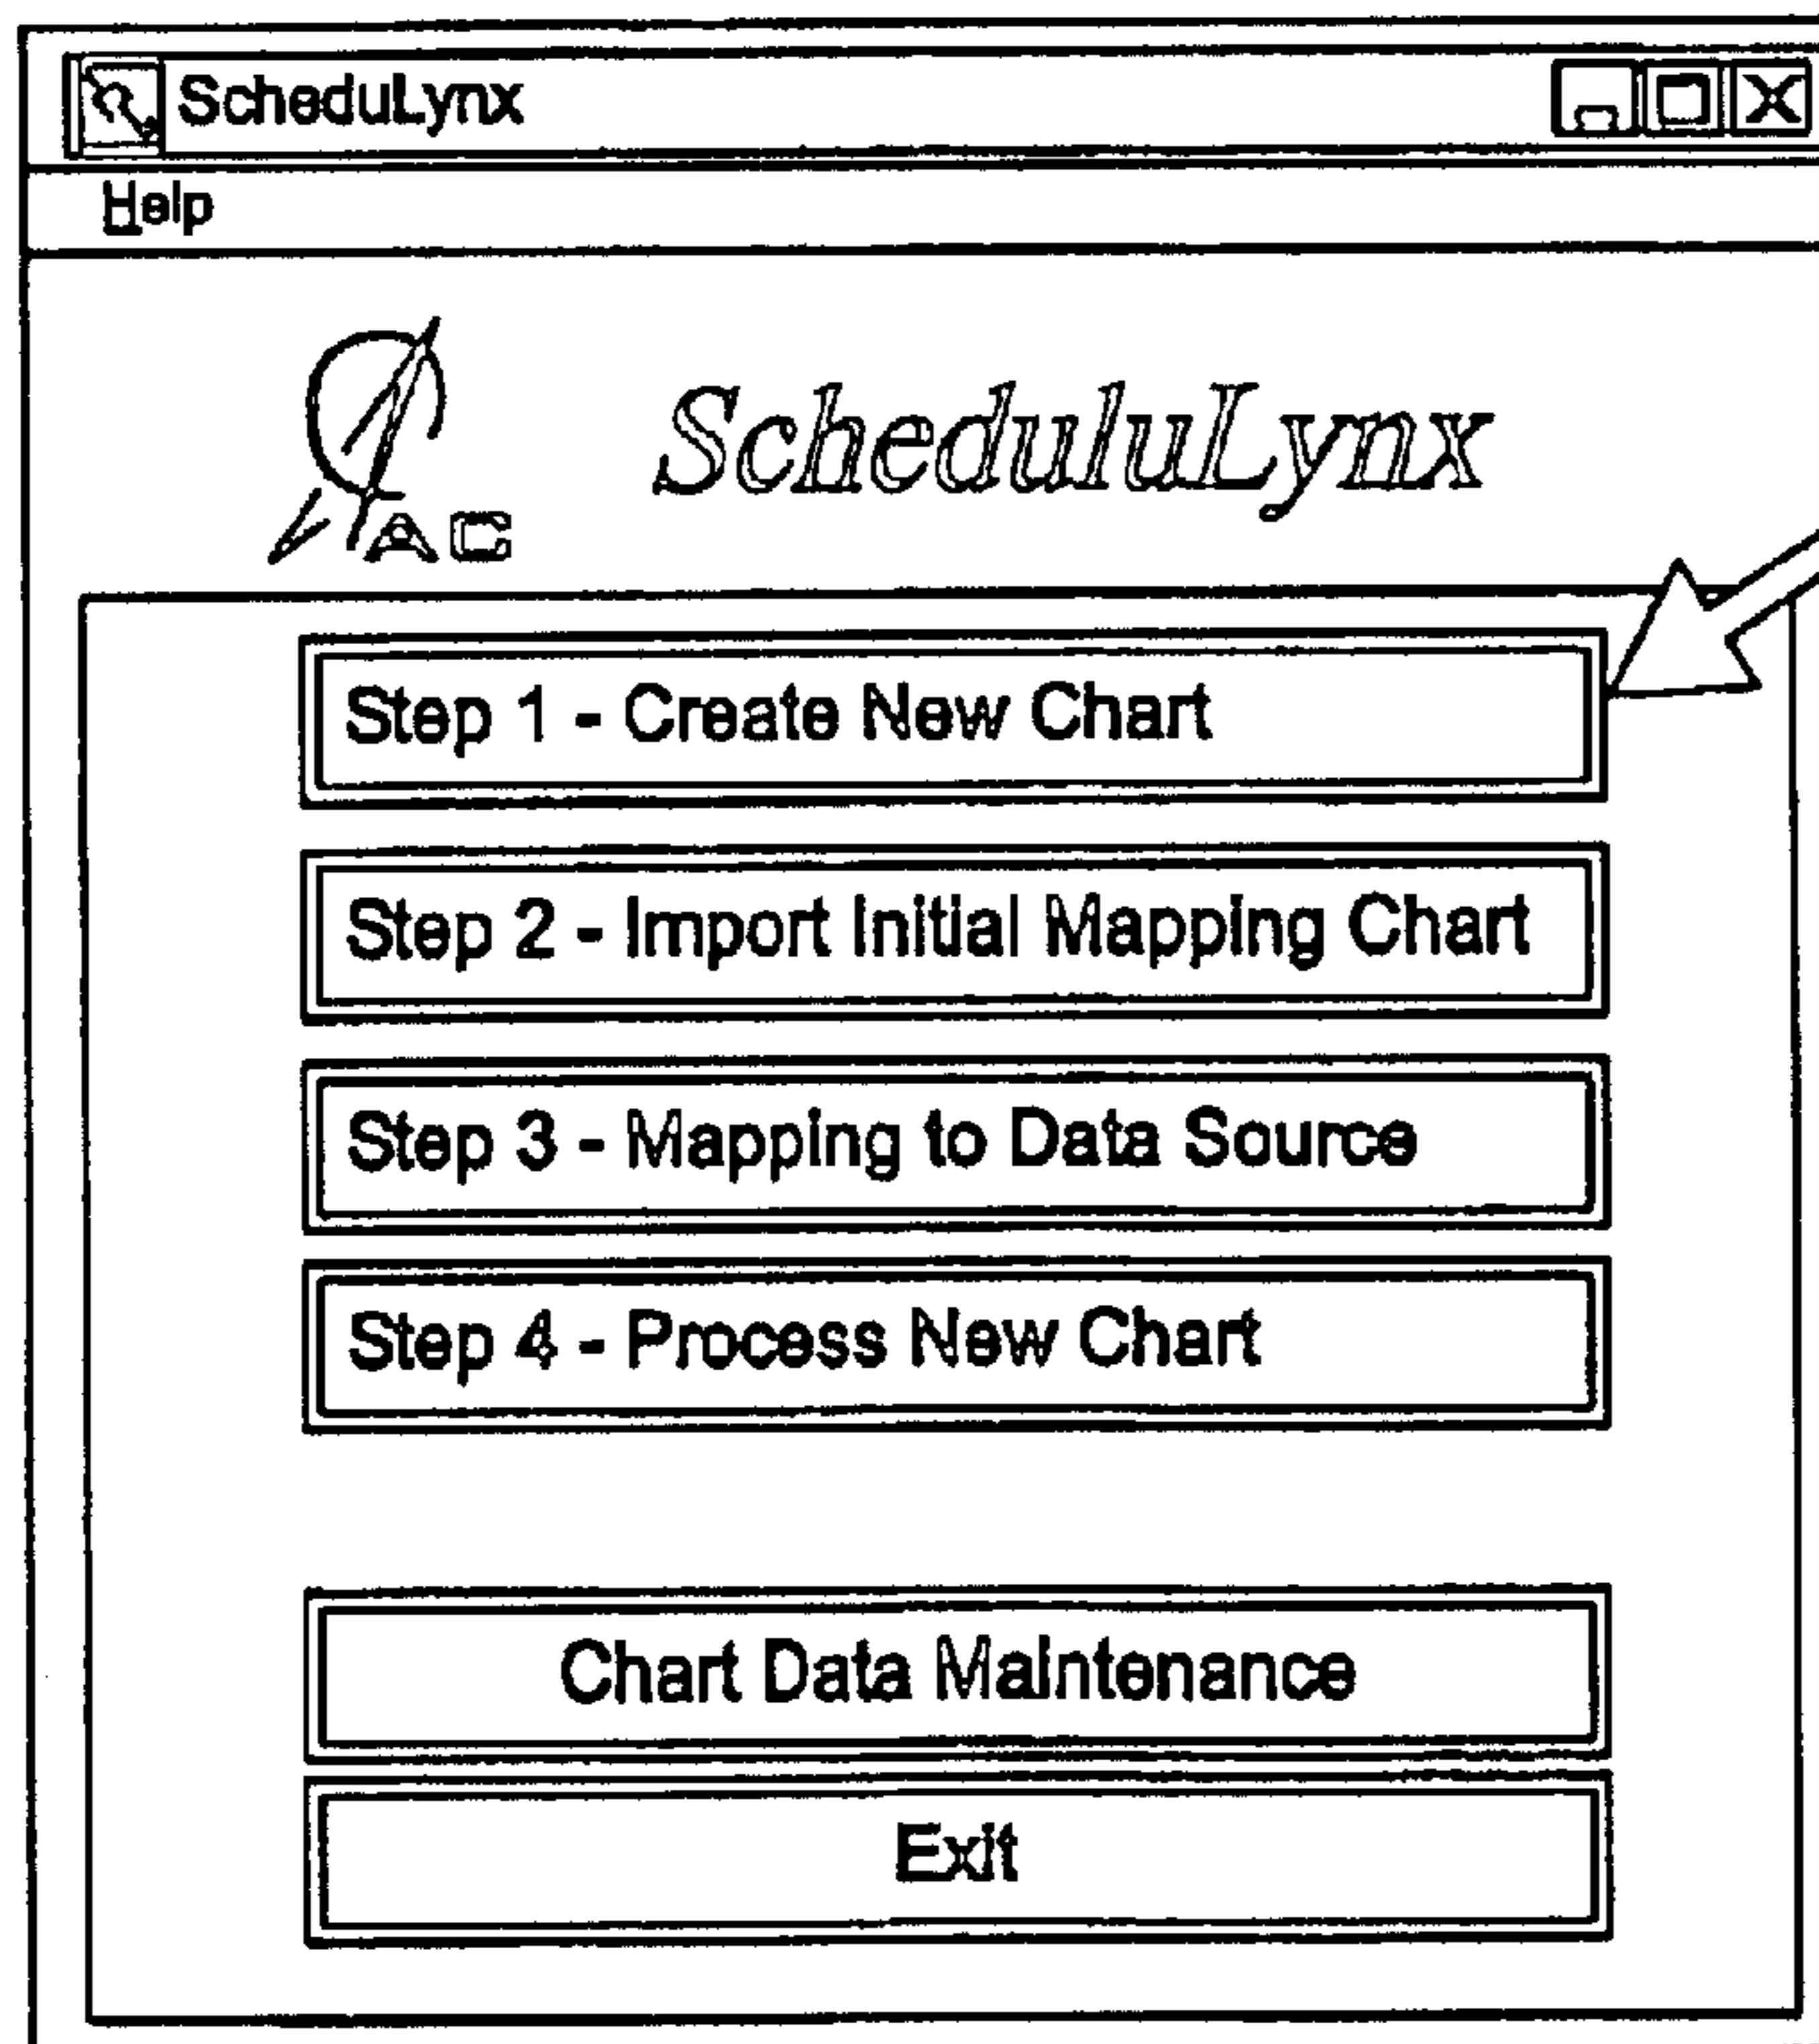 ScheduLynx
Help
AC
ScheduluLynx
Step 1 - Create New Chart
Step 2 - Import Initial Mapping Chart
Step 3 - Mapping to Data Source
Step 4 - Process New Chart
Chart Data Maintenance
Exit